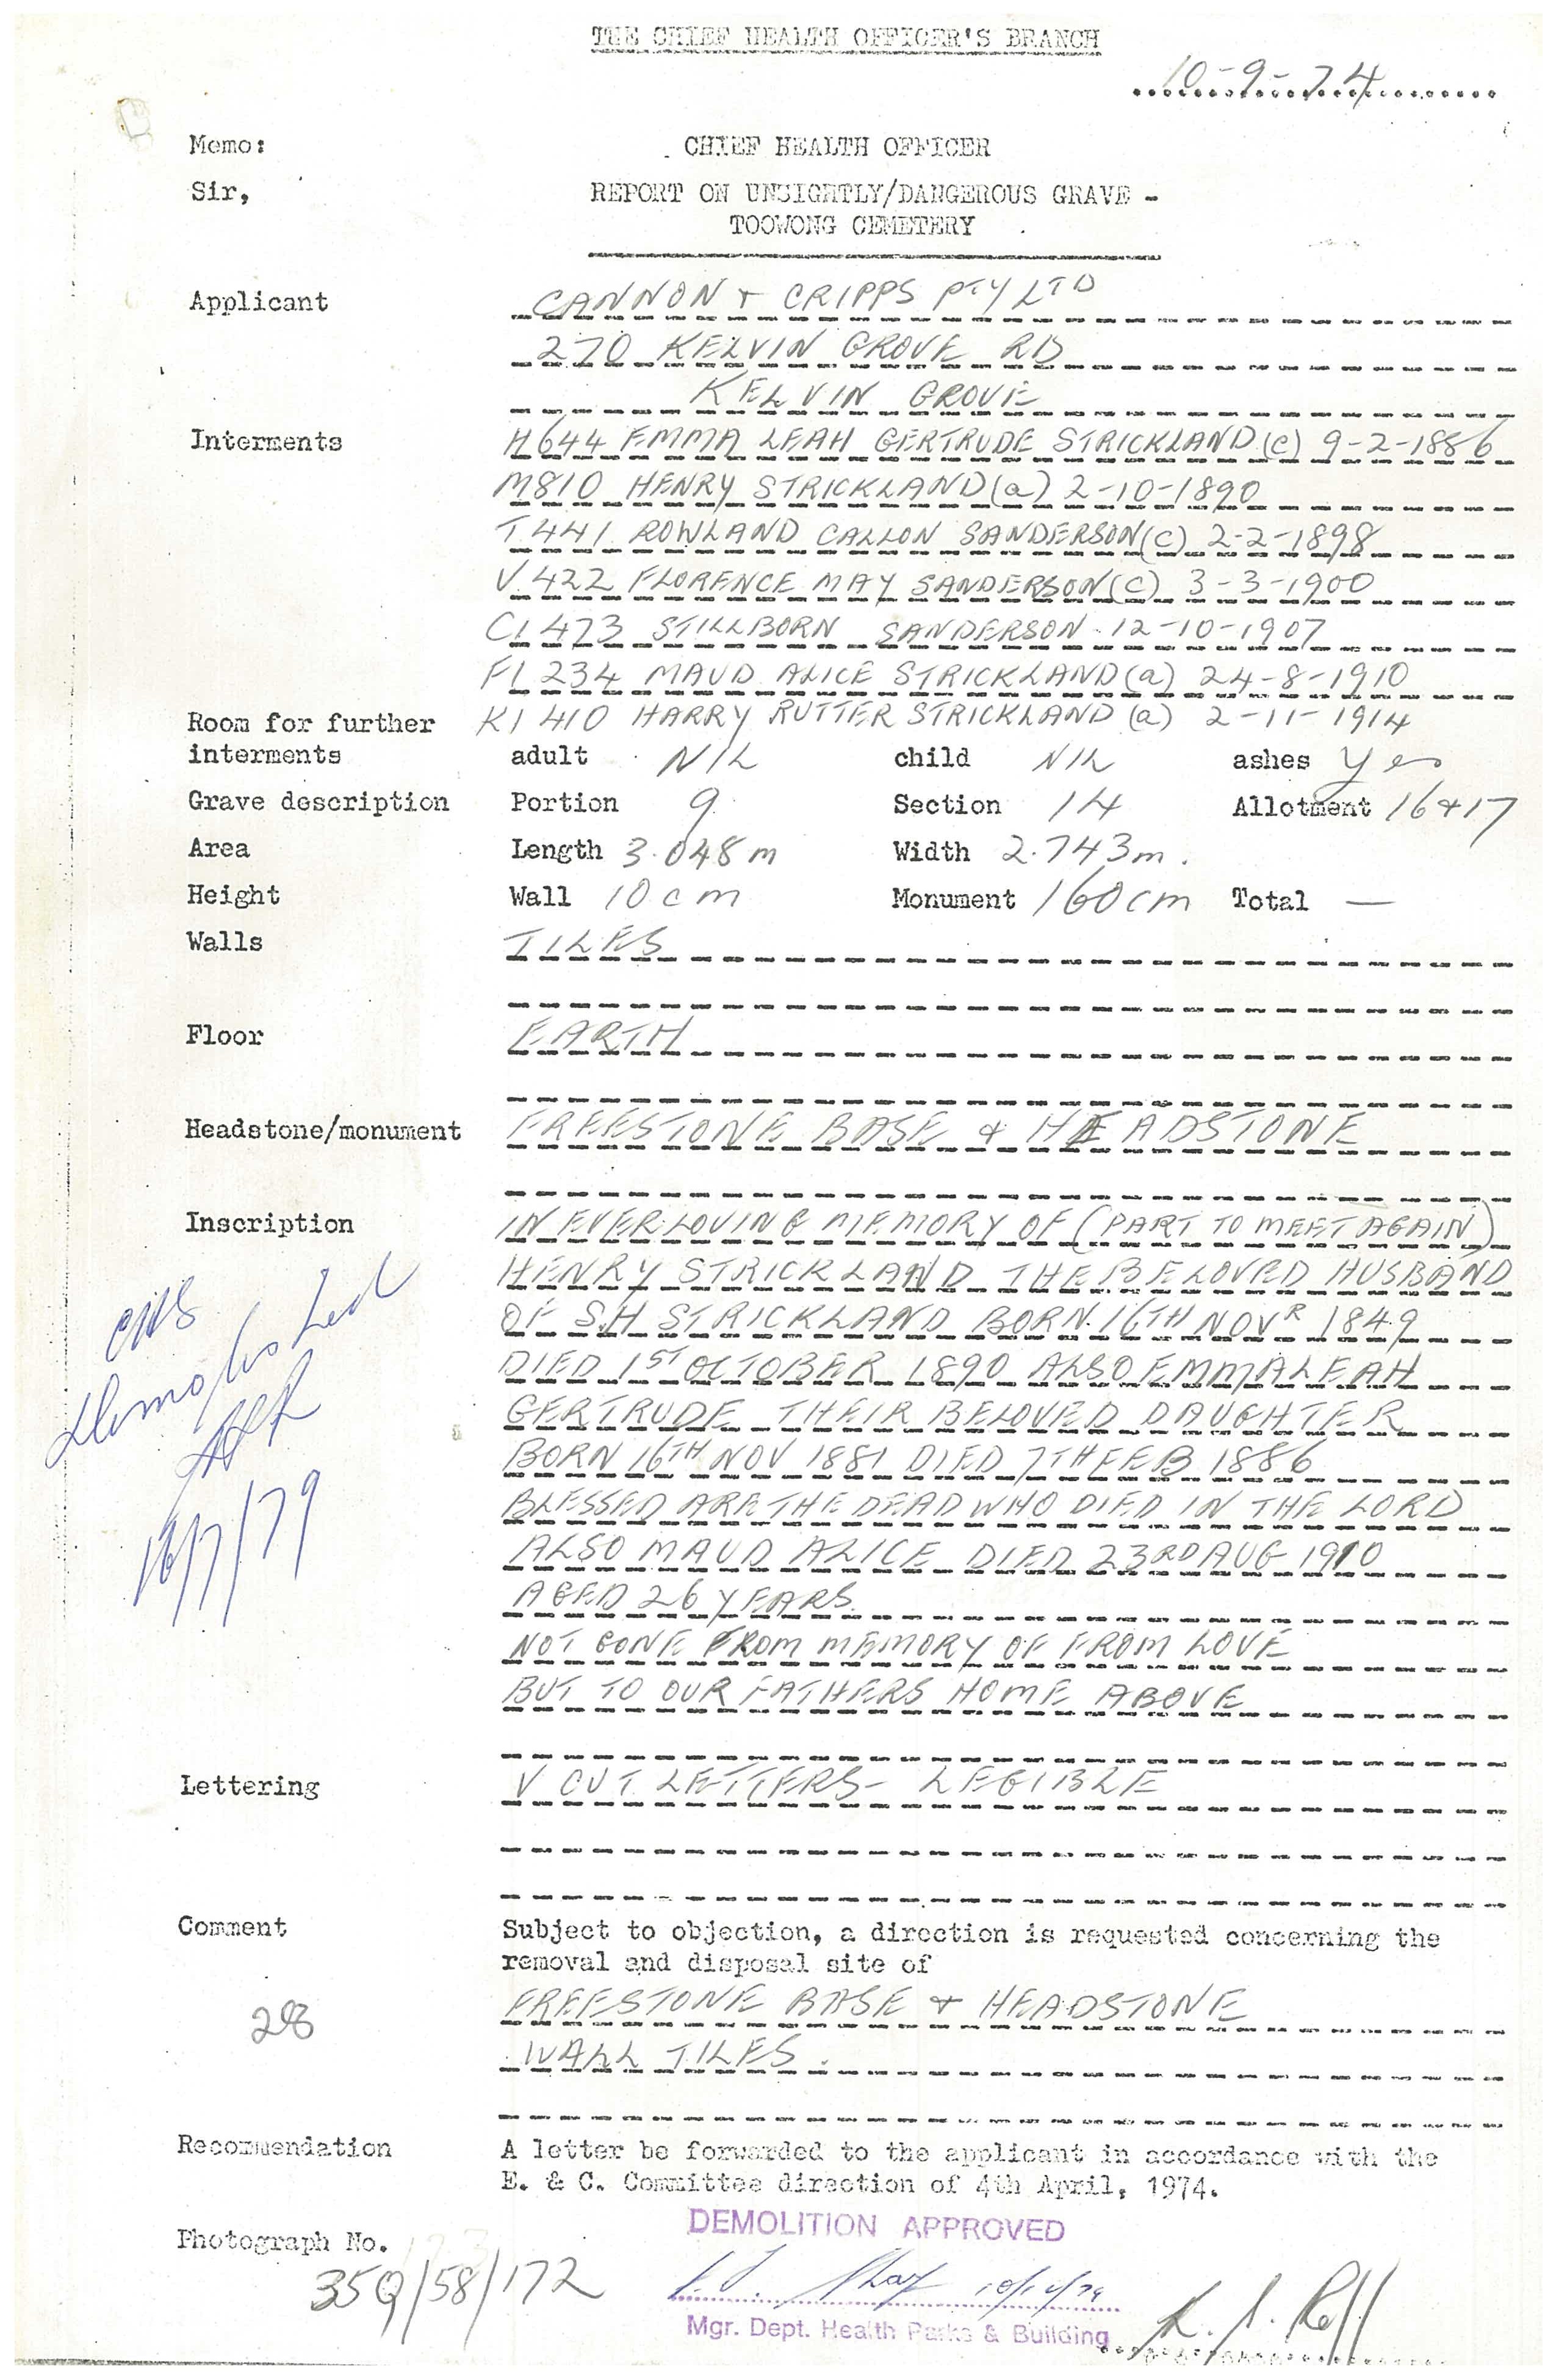 THE CHIEF HEALTH OFFICER'S BRANCH
10-9-74
Memo: CHIEF HEALTH OFFICER
Sir, REPORT ON UNSIGHTLY/DANGEROUS GRAVE -
TOOWONG CEMETERY
Applicant CANNON + CRIPPS PTY LTD
270 KELVIN GROVE RD
KELVIN GROVE
Interments H644 EMMA LEAH GERTRUDE STRICKLAND (c) 9-2-1886
M810 HENRY STRICKLAND (a) 2-10-1890
T441 ROWLAND CALLON SANDERSON (c) 2-2-1898
V.422 FLORENCE MAY SANDERSON (C) 3-3-1900
C1 473 STILLBORN SANDERSON. 12-10-1907
F1 234 MAUD ALICE STRICKLAND (a) 24-8-1910
Room for further K1 410 HARRY RUTTER STRICKLAND (a) 2-11-1914
interments adult NIL child NIL ashes Yes
Grave description Portion 9. Section 14 Allotment 16+17
Area Length 3.048m Width 2.743m.
Height Wall 10cm Monument 160cm Total —
Walls TILES
Floor EARTH
Headstone/monument FREESTONE BASE + HEADSTONE
Inscription IN EVER LOVING MEMORY OF (PART TO MEET AGAIN)
HENRY STRICKLAND THE BELOVED HUSBAND
OF S.H STRICKLAND BORN 16TH NOVR 1849
DIED 1ST OCTOBER 1890 ALSO EMMA LEAH
GERTRUDE THEIR BELOVED DAUGHTER
BORN 16TH NOV 1881 DIED 7TH FEB 1886
BLESSED ARE THE DEAD WHO DIED IN THE LORD
ALSO MAUD ALICE DIED 23RD AUG 1910
AGED 26 YEARS.
NOT GONE FROM MEMORY OF FROM LOVE
BUT TO OUR FATHERS HOME ABOVE
Demolished
16/7/79
Lettering V CUT LETTERS - LEGIBLE
Comment Subject to objection, a direction is requested concerning the
removal and disposal site of
FREESTONE BASE + HEADSTONE
28
WALL TILES.
Recommendation A letter be forwarded to the applicant in accordance with the
E. & C. Committee direction of 4th April, 1974.
DEMOLITION APPROVED
Photograph No.
35Q/58/172
Mgr. Dept. Health Parks & Building